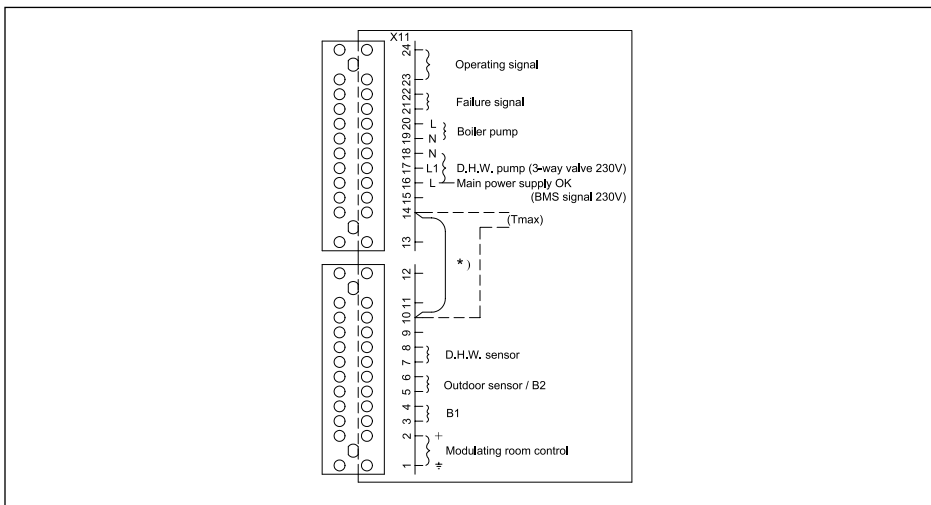 X11
24
Operating signal
23
22
Failure signal
21
20 L
Boiler pump
19 N
18 N
17 L1 D.H.W. pump (3-way valve 230V)
16 L Main power supply OK
15 (BMS signal 230V)
14 (Tmax)
13
*)
12
11
10
9
8
D.H.W. sensor
7
6
Outdoor sensor / B2
5
4
B1
3
2 +
Modulating room control
1